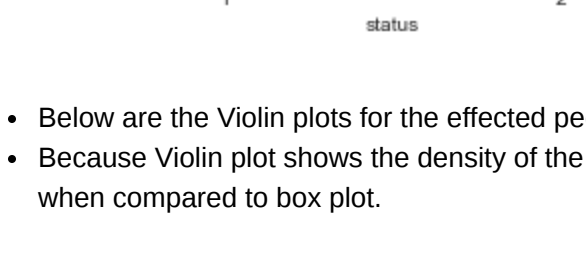 status
Below are the Violin plots for the effected
Because Violin plot shows the density of the
when compared to box plot.